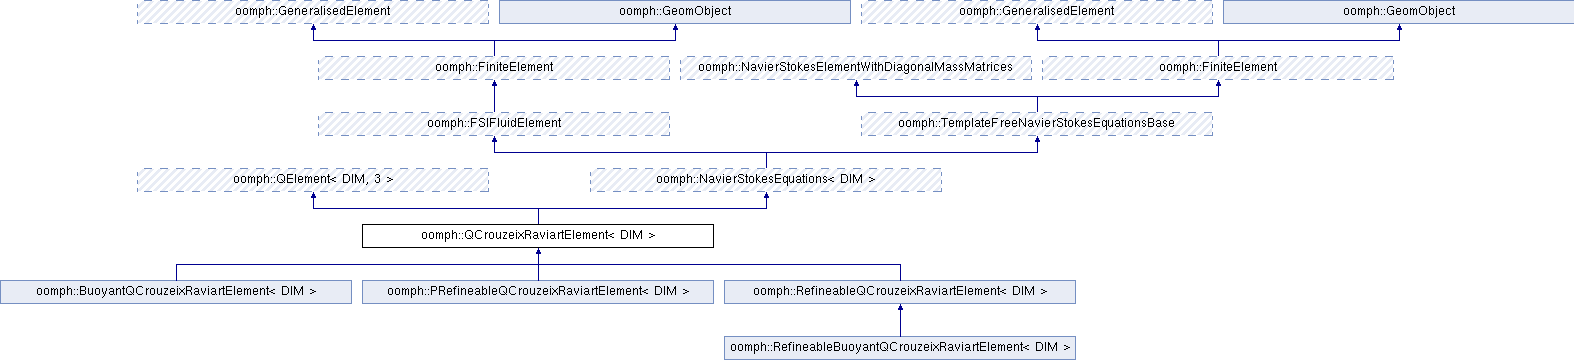 oomph::GeneralisedElement
oomph::GeomObject
oomph::GeneralisedElement
oomph::GeomObject
oomph::FiniteElement
oomph::NavierStokesElementWithDiagonalMassMatrices
oomph::FiniteElement
oomph::FSIFluidElement
oomph::TemplateFreeNavierStokesEquationsBase
oomph::QElement< DIM, 3 >
oomph::NavierStokesEquations< DIM >
oomph::QCrouzeixRaviartElement< DIM >
oomph::BuoyantQCrouzeixRaviartElement< DIM >
oomph::PRefineableQCrouzeixRaviartElement< DIM >
oomph::RefineableQCrouzeixRaviartElement< DIM >
oomph::RefineableBuoyantQCrouzeixRaviartElement< DIM >